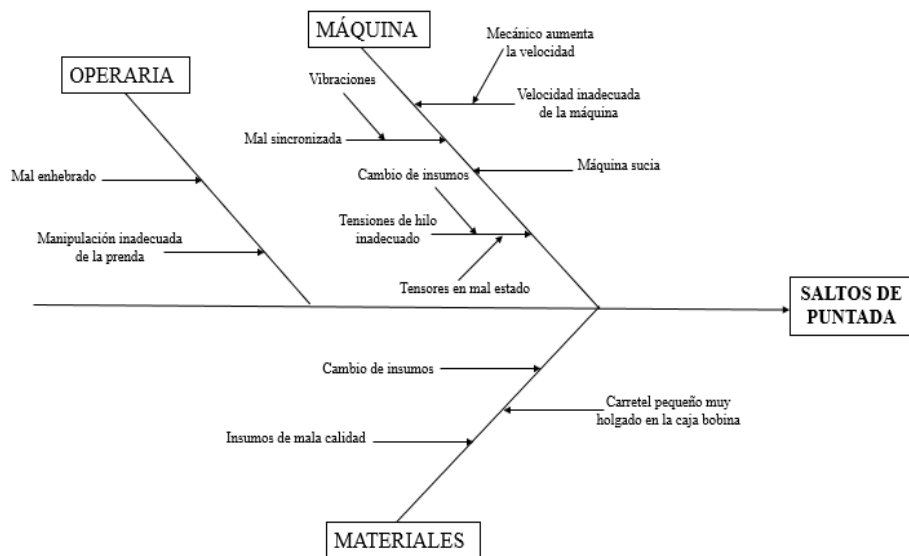 MÁQUINA
Mecánico aumenta
la velocidad
OPERARIA
Vibraciones
Velocidad inadecuada
de la máquina
Mal sincronizada
Mal enhebrado
Cambio de insumos
Máquina sucia
Tensiones de hilo
inadecuado
Manipulación inadecuada
de la prenda
Tensores en mal estado
SALTOS DE
PUNTADA
Cambio de insumos
Carretel pequeño muy
holgado en la caja bobina
Insumos de mala calidad
MATERIALES